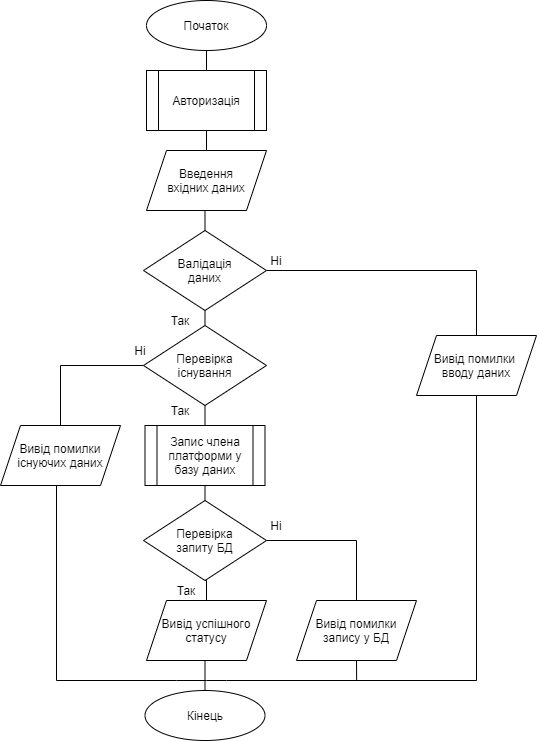 Початок
Авторизація
Введення
вхідних даних
Валідація
даних
Ні
Так
Ні
Перевірка
існування
Вивід помилки
вводу даних
Так
Вивід помилки
існуючих даних
Запис члена
платформи у
базу даних
Перевірка
запиту БД
Ні
Так
Вивід успішного
статусу
Вивід помилки
запису у БД
Кінець